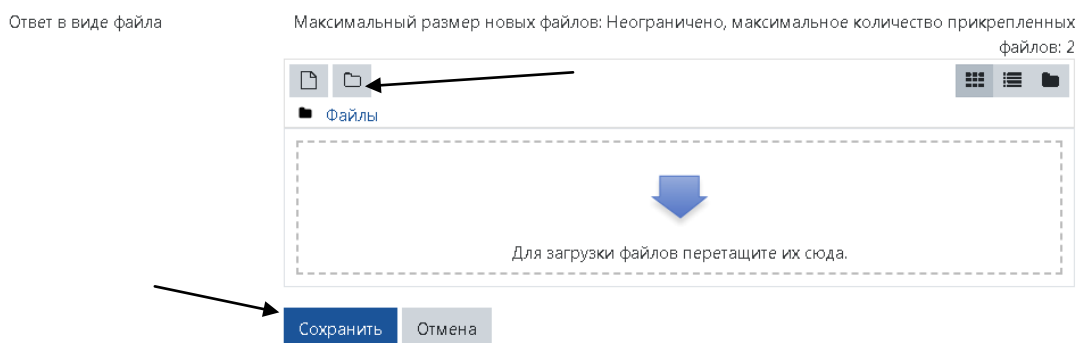 Ответ в виде файла
Максимальный размер новых файлов: Неограничено, максимальное количество прикрепленных
файлов: 2
Файлы
Для загрузки файлов перетащите их сюда.
Сохранить
Отмена